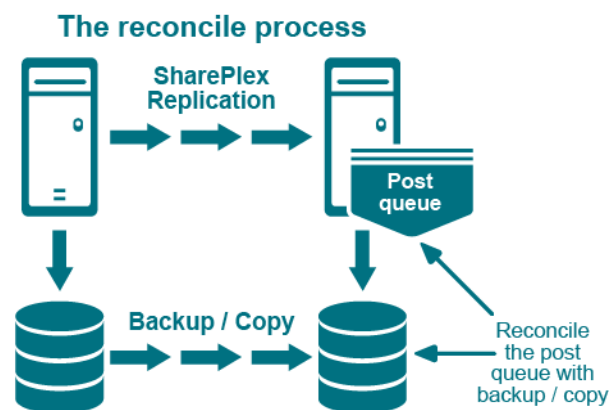 The reconcile process
SharePlex
Replication
Post
queue
Backup / Copy
Reconcile
the post
queue with
backup / copy